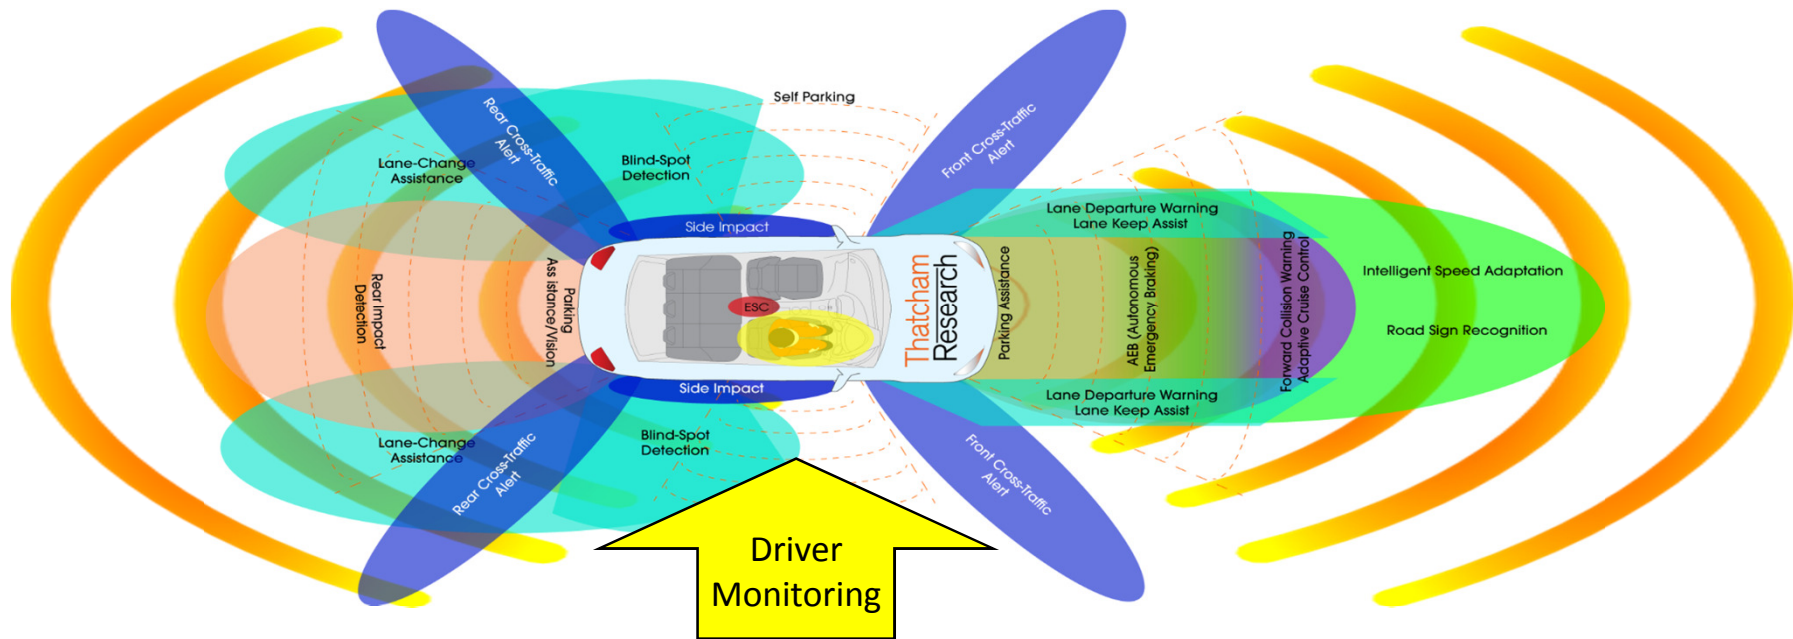 Self Parking
Rear Cross-Traffic
Alert
Front Cross-Traffic
Alert
Lane-Change
Assistance
Blind-Spot
Detection
Side Impact
Lane Departure Warning
Lane Keep Assist
Rear Impact
Detection
Parking
Ass istance/Vision
ESC
Thatcham
Research
Parking Assistance
AEB (Autonomous
Emergency Braking)
Forward Collision Warning
Adaptive Cruise Control
Intelligent Speed Adaptation
Road Sign Recognition
Side Impact
Lane Departure Warning
Lane Keep Assist
Lane-Change
Assistance
Blind-Spot
Detection
Rear Cross-Traffic
Alert
Front Cross-Traffic
Alert
Driver
Monitoring